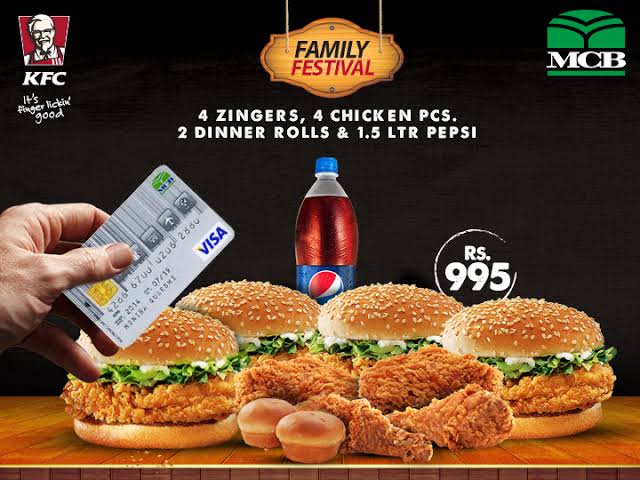 KFC
It's
finger lickin'
good
FAMILY
FESTIVAL
MCB
4 ZINGERS, 4 CHICKEN PCS.
2 DINNER ROLLS & 1.5 LTR PEPSI
MCB
VISA
RS.
995